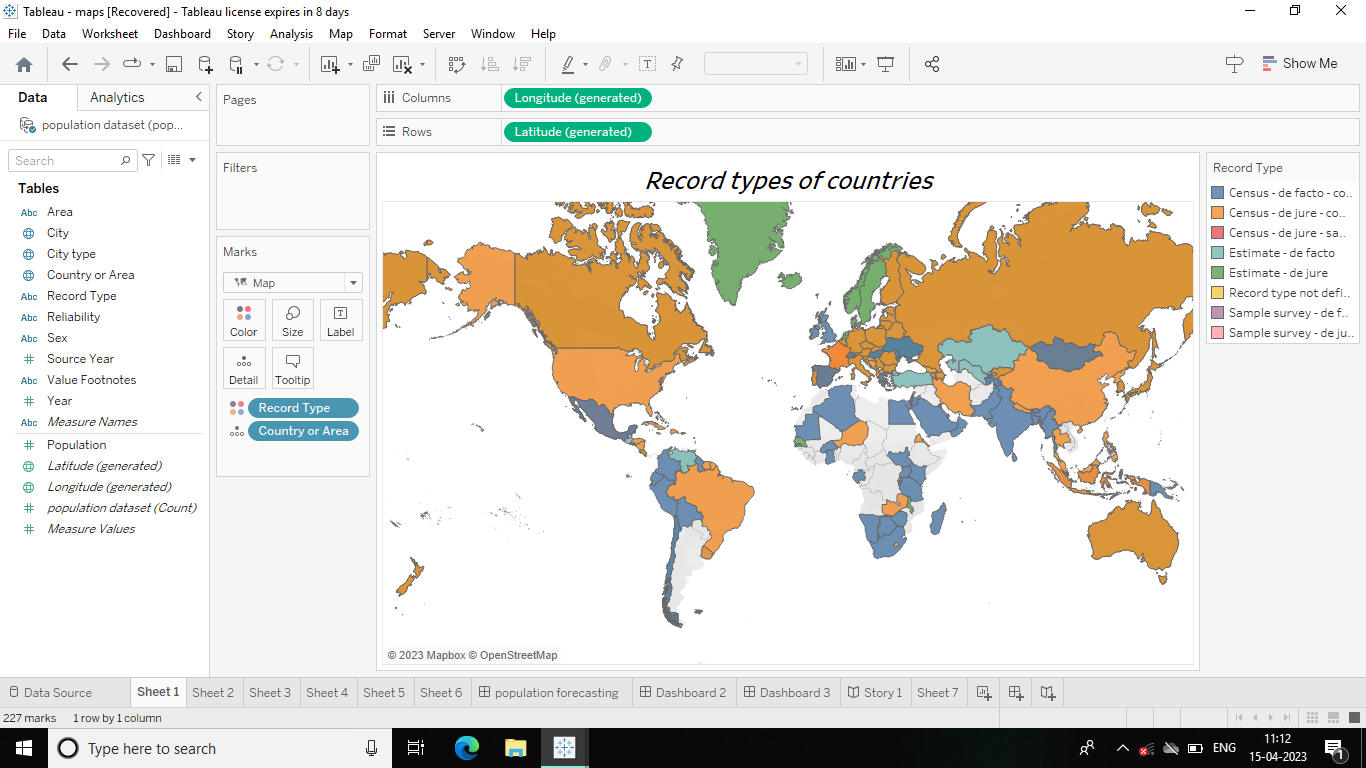 Tableau - maps [Recovered] - Tableau license expires in 8 days
File Data Worksheet Dashboard Story Analysis Map Format Server Window Help
Show Me
Data Analytics
population dataset (pop...
Search
Tables
Abc Area
City
City type
Country or Area
Abc Record Type
Abc Reliability
Abc Sex
Source Year
Abc Value Footnotes
Year
Abc Measure Names
Population
Latitude (generated)
Longitude (generated)
population dataset (Count)
Measure Values
Pages
Filters
Marks
Map
Color Size Label
Detail Tooltip
Record Type
Country or Area
Columns Longitude (generated)
Rows Latitude (generated)
Record types of countries
© 2023 Mapbox © OpenStreetMap
Record Type
Census - de facto - co..
Census - de jure - co..
Census - de jure - sa..
Estimate - de facto
Estimate - de jure
Record type not defi..
Sample survey - de f..
Sample survey - de ju..
Data Source Sheet 1 Sheet 2 Sheet 3 Sheet 4 Sheet 5 Sheet 6 population forecasting Dashboard 2 Dashboard 3 Story 1 Sheet 7
227 marks 1 row by 1 column
Type here to search
ENG
11:12
15-04-2023
1